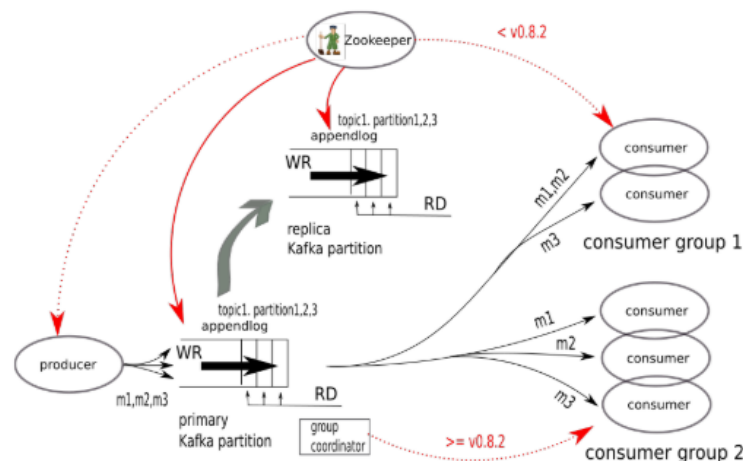 Zookeeper
< v0.8.2
topic1. partition1,2,3
appendlog
WR
RD
replica
Kafka partition
consumer
consumer
m1,m2
m3
consumer group 1
topic1. partition1,2,3
appendlog
WR
RD
producer
m1,m2,m3
primary
Kafka partition
group
coordinator
m1
m2
m3
consumer
consumer
consumer
>= v0.8.2
consumer group 2